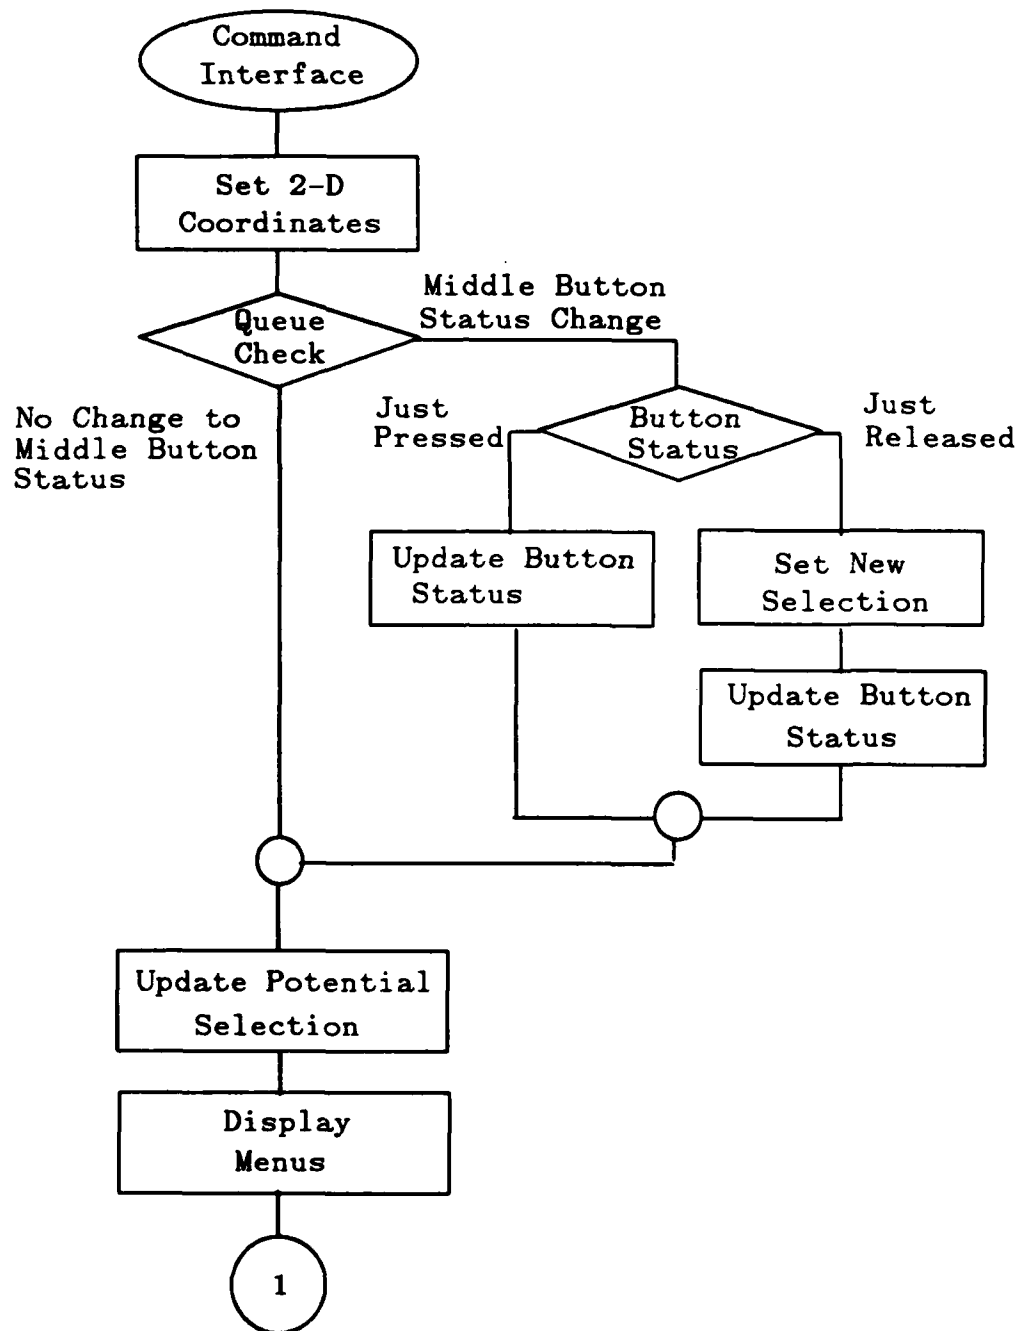 Command
Interface
Set 2-D
Coordinates
Queue
Check
Middle Button
Status Change
No Change to
Middle Button
Status
Just
Pressed
Button
Status
Just
Released
Update Button
Status
Set New
Selection
Update Button
Status
Update Potential
Selection
Display
Menus
1